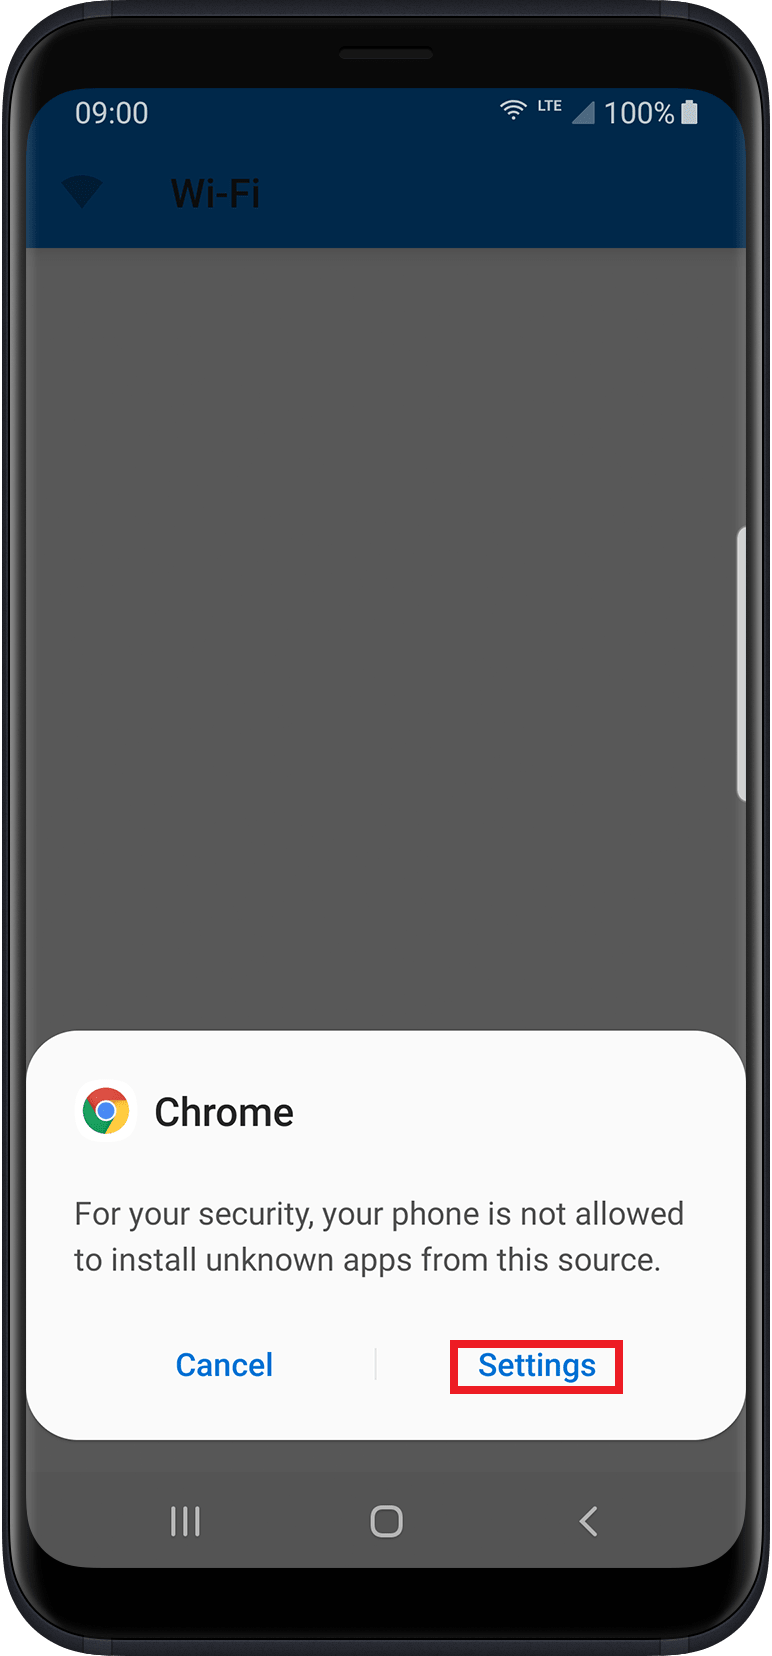 09:00 LTE 100%
Wi-Fi
Chrome
For your security, your phone is not allowed
to install unknown apps from this source.
Cancel Settings